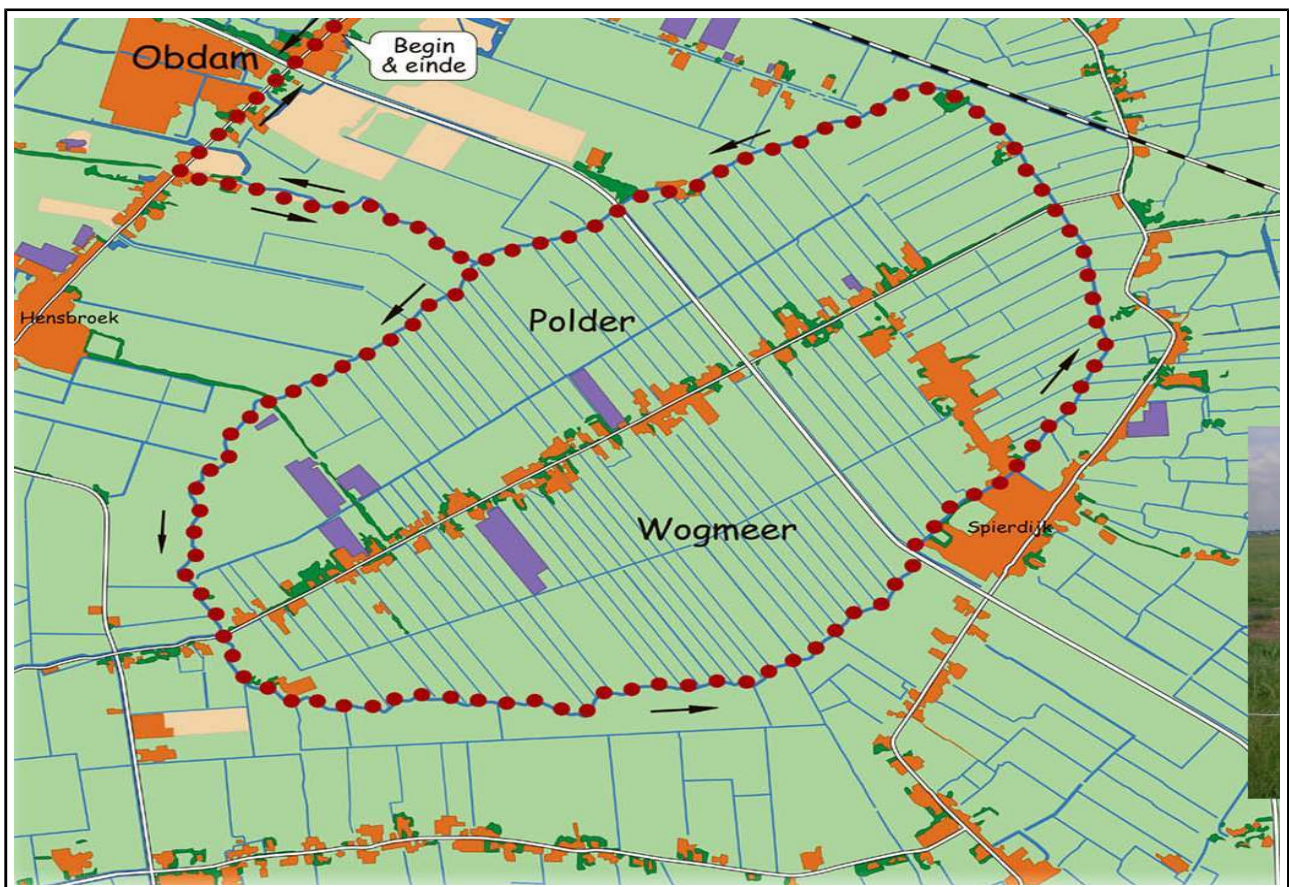 Obdam
Begin
& einde
Hensbroek
Polder
Wogmeer
Spierdijk